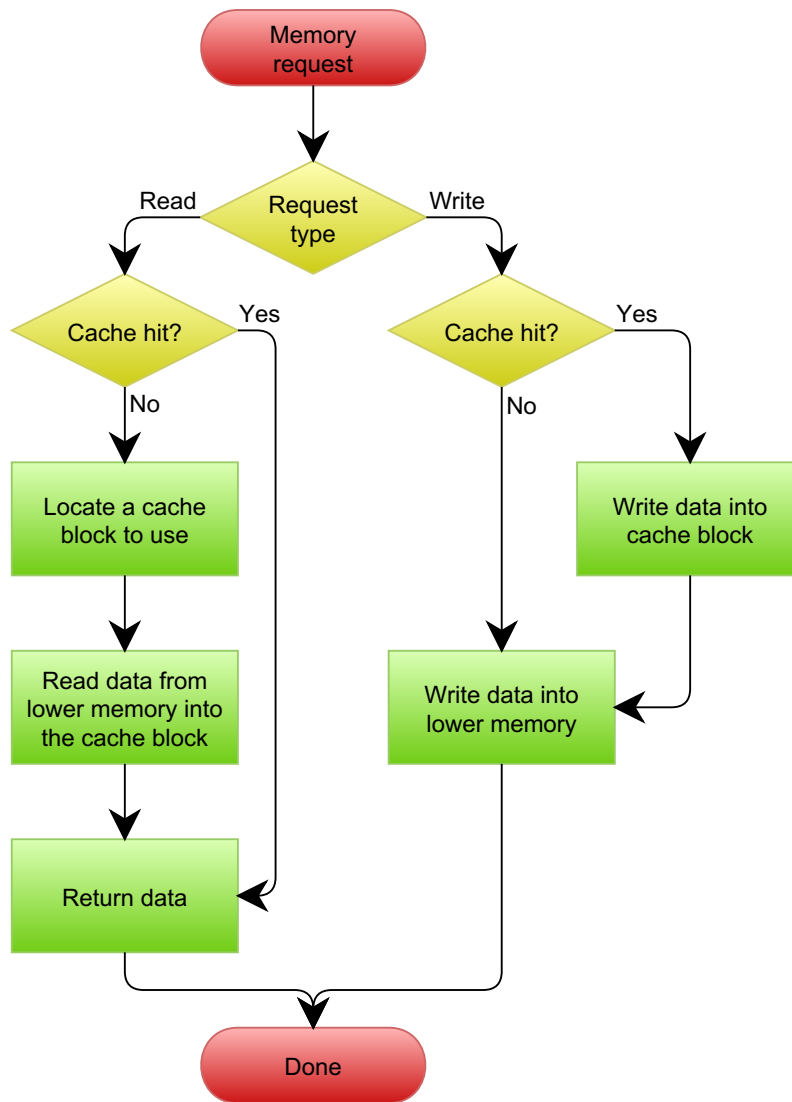 Memory
request
Read
Request
type
Write
Cache hit?
Yes
Cache hit?
Yes
No
No
Locate a cache
block to use
Write data into
cache block
Read data from
lower memory into
the cache block
Write data into
lower memory
Return data
Done